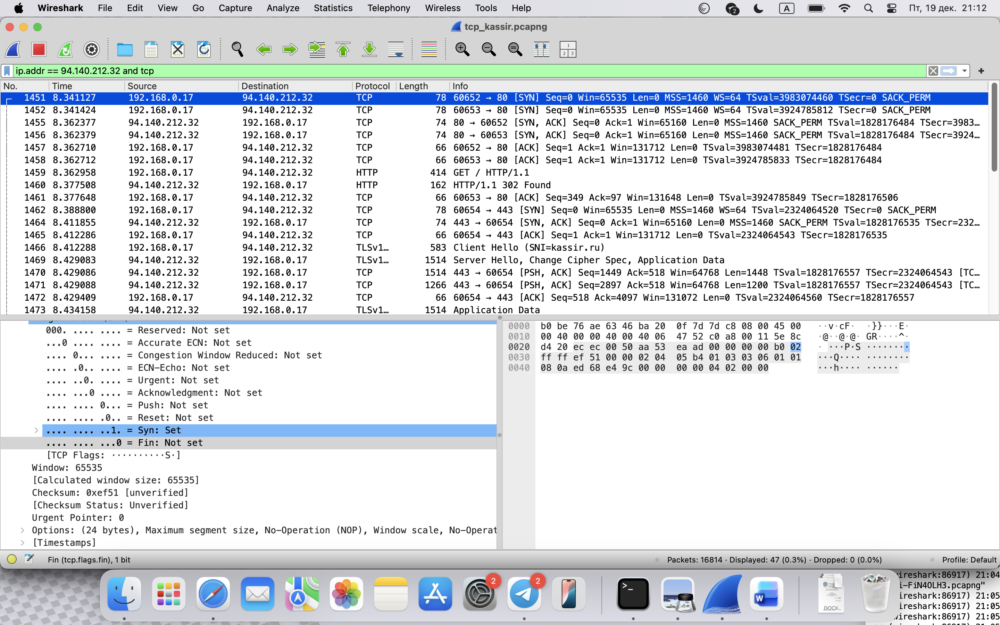 Wireshark File Edit View Go Capture Analyze Statistics Telephony Wireless Tools Help 2 A Пт, 19 дек. 21:12
tcp_kassir.pcapng
1
2 3
ip.addr == 94.140.212.32 and tcp
No. Time Source Destination Protocol Length Info
1451 8.341127 192.168.0.17 94.140.212.32 TCP 78 60652 → 80 [SYN] Seq=0 Win=65535 Len=0 MSS=1460 WS=64 TSval=3983074460 TSecr=0 SACK_PERM
1452 8.341424 192.168.0.17 94.140.212.32 TCP 78 60653 → 80 [SYN] Seq=0 Win=65535 Len=0 MSS=1460 WS=64 TSval=3924785812 TSecr=0 SACK_PERM
1455 8.362377 94.140.212.32 192.168.0.17 TCP 74 80 → 60652 [SYN, ACK] Seq=0 Ack=1 Win=65160 Len=0 MSS=1460 SACK_PERM TSval=1828176484 TSecr=3983…
1456 8.362379 94.140.212.32 192.168.0.17 TCP 74 80 → 60653 [SYN, ACK] Seq=0 Ack=1 Win=65160 Len=0 MSS=1460 SACK_PERM TSval=1828176484 TSecr=3924…
1457 8.362710 192.168.0.17 94.140.212.32 TCP 66 60652 → 80 [ACK] Seq=1 Ack=1 Win=131712 Len=0 TSval=3983074481 TSecr=1828176484
1458 8.362712 192.168.0.17 94.140.212.32 TCP 66 60653 → 80 [ACK] Seq=1 Ack=1 Win=131712 Len=0 TSval=3924785833 TSecr=1828176484
1459 8.362958 192.168.0.17 94.140.212.32 HTTP 414 GET / HTTP/1.1
1460 8.377508 94.140.212.32 192.168.0.17 HTTP 162 HTTP/1.1 302 Found
1461 8.377648 192.168.0.17 94.140.212.32 TCP 66 60653 → 80 [ACK] Seq=349 Ack=97 Win=131648 Len=0 TSval=3924785849 TSecr=1828176506
1462 8.388800 192.168.0.17 94.140.212.32 TCP 78 60654 → 443 [SYN] Seq=0 Win=65535 Len=0 MSS=1460 WS=64 TSval=2324064520 TSecr=0 SACK_PERM
1464 8.411855 94.140.212.32 192.168.0.17 TCP 74 443 → 60654 [SYN, ACK] Seq=0 Ack=1 Win=65160 Len=0 MSS=1460 SACK_PERM TSval=1828176535 TSecr=232…
1465 8.412286 192.168.0.17 94.140.212.32 TCP 66 60654 → 443 [ACK] Seq=1 Ack=1 Win=131712 Len=0 TSval=2324064543 TSecr=1828176535
1466 8.412288 192.168.0.17 94.140.212.32 TLSv1… 583 Client Hello (SNI=kassir.ru)
1469 8.429083 94.140.212.32 192.168.0.17 TLSv1… 1514 Server Hello, Change Cipher Spec, Application Data
1470 8.429086 94.140.212.32 192.168.0.17 TCP 1514 443 → 60654 [PSH, ACK] Seq=1449 Ack=518 Win=64768 Len=1448 TSval=1828176557 TSecr=2324064543 [TC…
1471 8.429088 94.140.212.32 192.168.0.17 TCP 1266 443 → 60654 [PSH, ACK] Seq=2897 Ack=518 Win=64768 Len=1200 TSval=1828176557 TSecr=2324064543 [TC…
1472 8.429409 192.168.0.17 94.140.212.32 TCP 66 60654 → 443 [ACK] Seq=518 Ack=4097 Win=131072 Len=0 TSval=2324064560 TSecr=1828176557
1473 8.434158 94.140.212.32 192.168.0.17 TLSv1… 1514 Application Data
000. .... .... = Reserved: Not set
...0 .... .... = Accurate ECN: Not set
.... 0... .... = Congestion Window Reduced: Not set
.... .0.. .... = ECN-Echo: Not set
.... ..0. .... = Urgent: Not set
.... ...0 .... = Acknowledgment: Not set
.... .... 0... = Push: Not set
.... .... .0.. = Reset: Not set
.... .... ..1. = Syn: Set
.... .... ...0 = Fin: Not set
[TCP Flags: ··········S·]
Window: 65535
[Calculated window size: 65535]
Checksum: 0xef51 [unverified]
[Checksum Status: Unverified]
Urgent Pointer: 0
Options: (24 bytes), Maximum segment size, No-Operation (NOP), Window scale, No-Operat
[Timestamps]
0000 b0 be 76 ae 63 46 ba 20 0f 7d 7d c8 08 00 45 00 ··v·cF· ·}}···E·
0010 00 40 00 00 40 00 40 06 47 52 c0 a8 00 11 5e 8c ·@··@·@· GR····^·
0020 d4 20 ec ec 00 50 aa 53 ea ad 00 00 00 00 b0 02 · ···P·S ········
0030 ff ff ef 51 00 00 02 04 05 b4 01 03 03 06 01 01 ···Q···· ········
0040 08 0a ed 68 e4 9c 00 00 00 00 04 02 00 00 ···h···· ······
Fin (tcp.flags.fin), 1 bit Packets: 16814 · Displayed: 47 (0.3%) · Dropped: 0 (0.0%) Profile: Default
ireshark:86917) 21:04
i-FiN4OLH3.pcapng"
ireshark:86917) 21:05
ireshark:86917) 21:05
ireshark:86917) 21:05
2
2
>_
W
DOCX